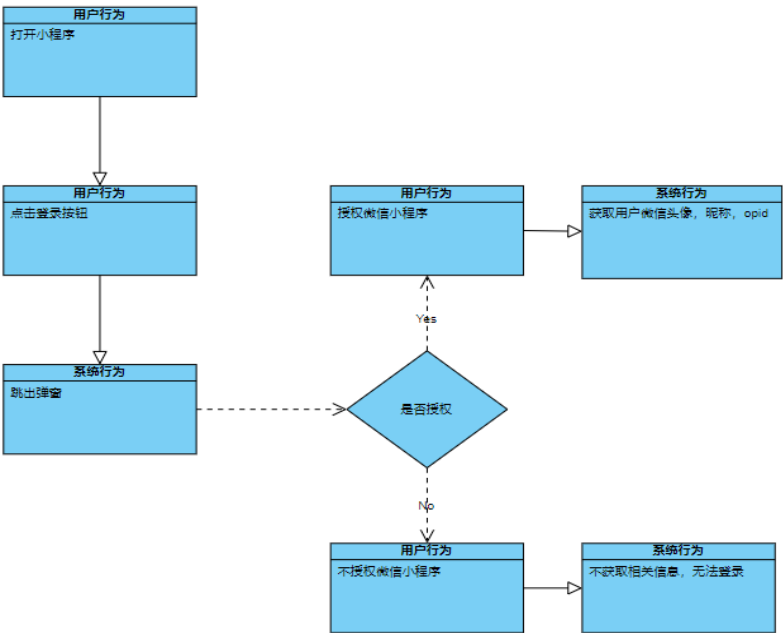 用户行为
打开小程序
用户行为
点击登录按钮
系统行为
跳出弹窗
是否授权
Yes
用户行为
授权微信小程序
系统行为
获取用户微信头像，昵称，opid
No
用户行为
不授权微信小程序
系统行为
不获取相关信息，无法登录